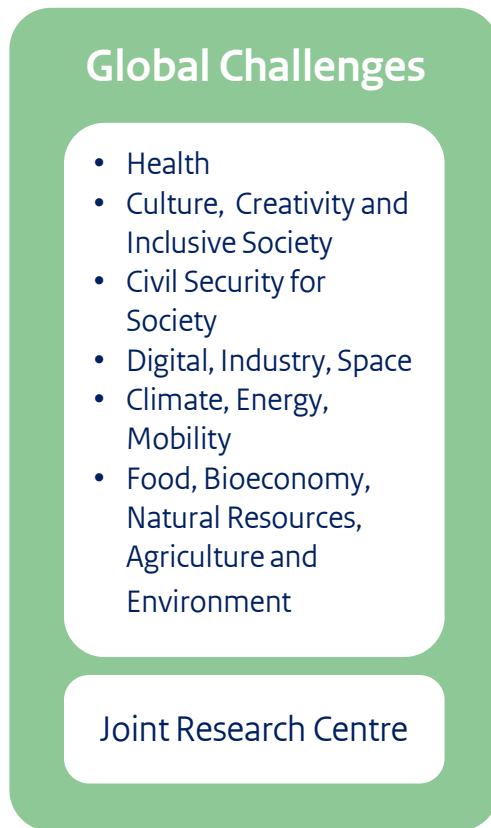 Global Challenges
• Health
• Culture,  Creativity and
Inclusive Society
• Civil Security for
Society
• Digital, Industry, Space
• Climate, Energy,
Mobility
• Food, Bioeconomy,
Natural Resources,
Agriculture and
Environment
Joint Research Centre